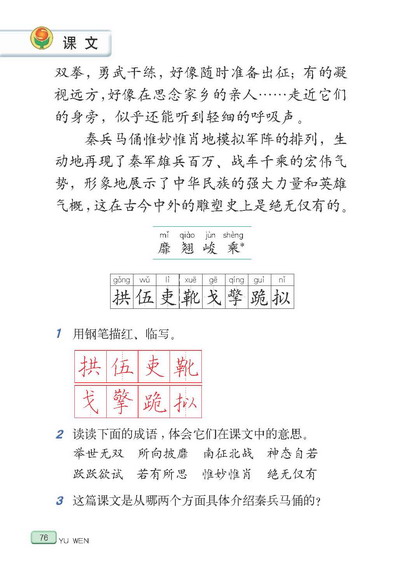 课文
双拳，勇武干练，好像随时准备出征；有的凝
视远方，好像在思念家乡的亲人……走近它们
的身旁，似乎还能听到轻细的呼吸声。
秦兵马俑惟妙惟肖地模拟军阵的排列，生
动地再现了秦军雄兵百万、战车千乘的宏伟气
势，形象地展示了中华民族的强大力量和英雄
气概，这在古今中外的雕塑史上是绝无仅有的。
mǐ qiáo jùn shèng
靡 翘 峻 乘*
gǒng wǔ lì xuē gē qíng guì nǐ
拱 伍 吏 靴 戈 擎 跪 拟
1 用钢笔描红、临写。
拱 伍 吏 靴
戈 擎 跪 拟
2 读读下面的成语，体会它们在课文中的意思。
举世无双 所向披靡 南征北战 神态自若
跃跃欲试 若有所思 惟妙惟肖 绝无仅有
3 这篇课文是从哪两个方面具体介绍秦兵马俑的？
76 YU WEN